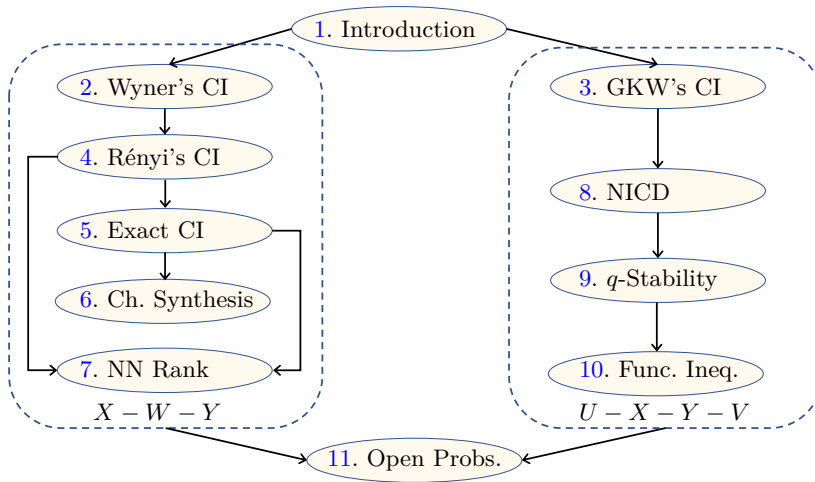 1. Introduction
2. Wyner's CI
4. Rényi's CI
5. Exact CI
6. Ch. Synthesis
7. NN Rank
X − W − Y
3. GKW's CI
8. NICD
9. q-Stability
10. Func. Ineq.
U − X − Y − V
11. Open Probs.